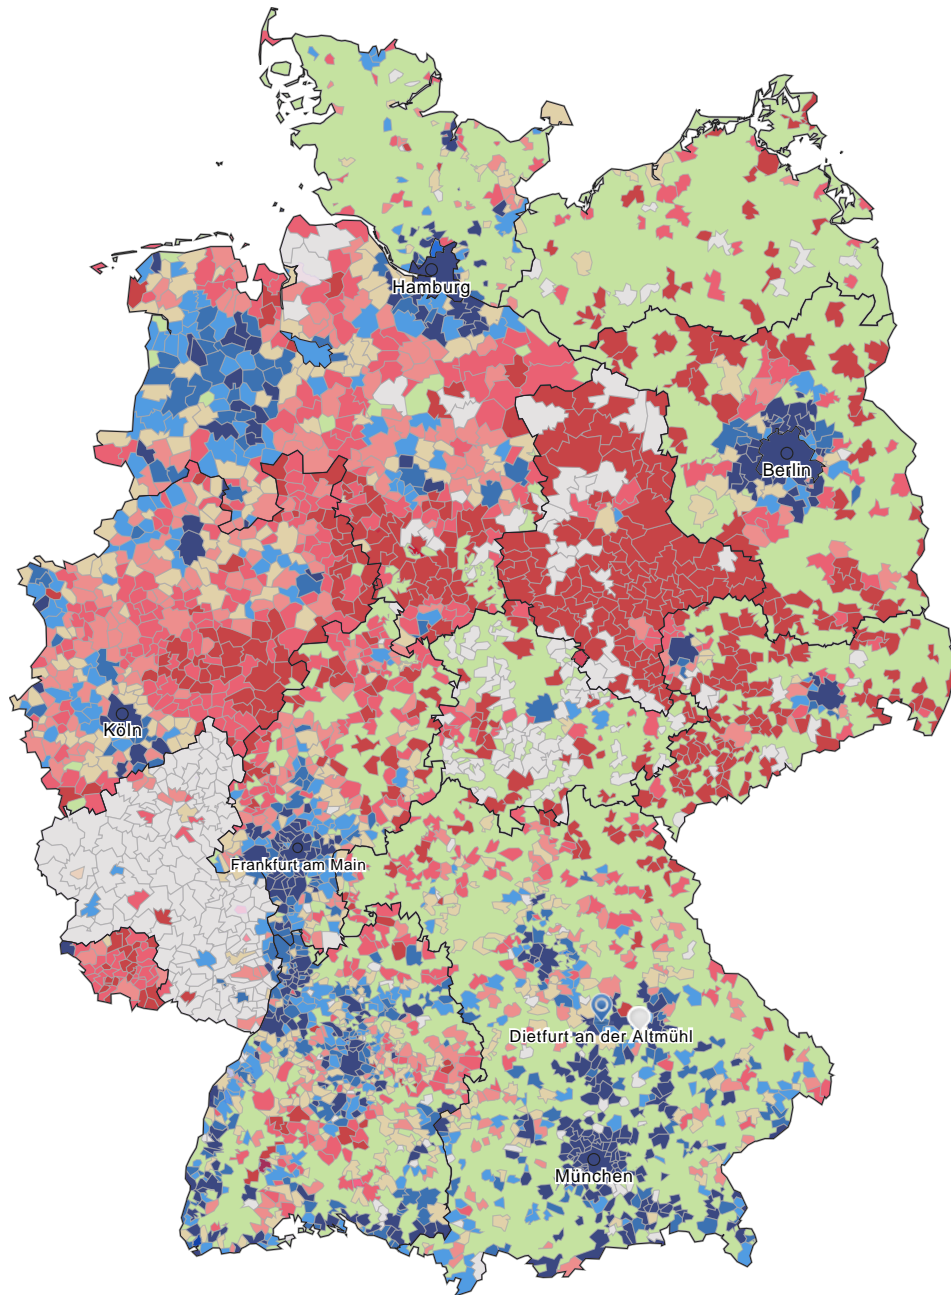 Hamburg
Berlin
Köln
Frankfurt am Main
Dietfurt an der Altmühl
München